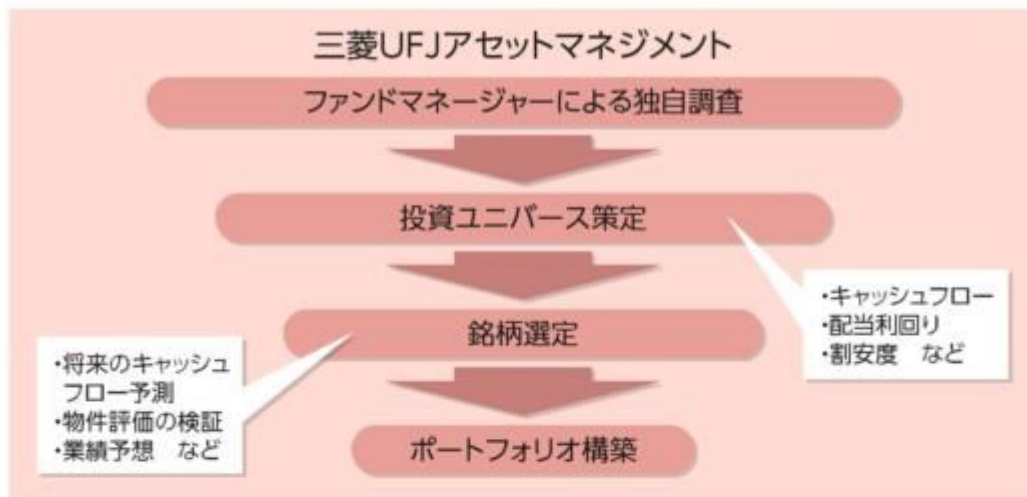 三菱UFJアセットマネジメント
ファンドマネージャーによる独自調査
投資ユニバース策定
・キャッシュフロー
・配当利回り
・割安度　など
銘柄選定
・将来のキャッシュ
フロー予測
・物件評価の検証
・業績予想　など
ポートフォリオ構築